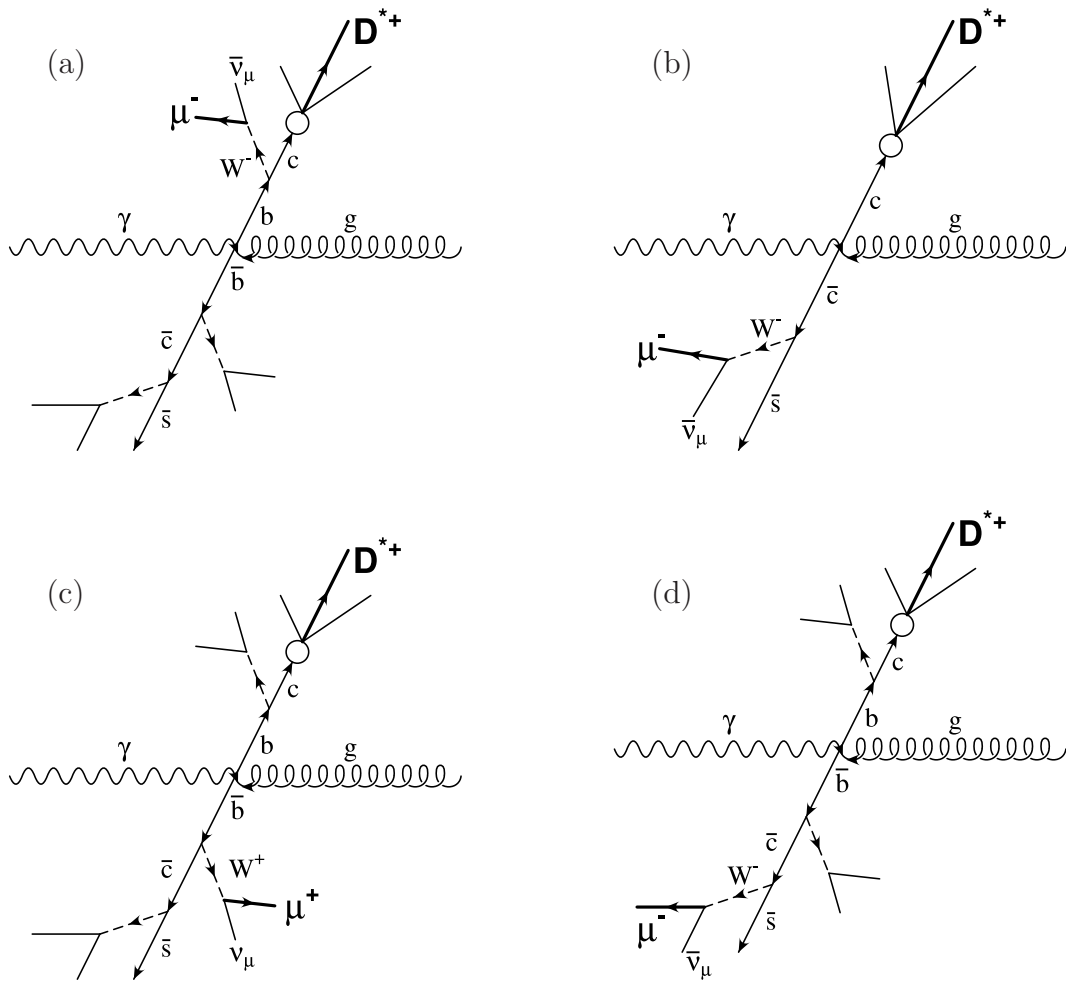 (a)
D*+
ν̄μ
μ-
W-
c
b
γ
g
b̄
c̄
s̄
(b)
D*+
c
γ
g
c̄
W-
μ-
s̄
ν̄μ
(c)
D*+
c
b
γ
g
b̄
c̄
W+
μ+
s̄
νμ
(d)
D*+
c
b
γ
g
b̄
c̄
W-
μ-
s̄
ν̄μ